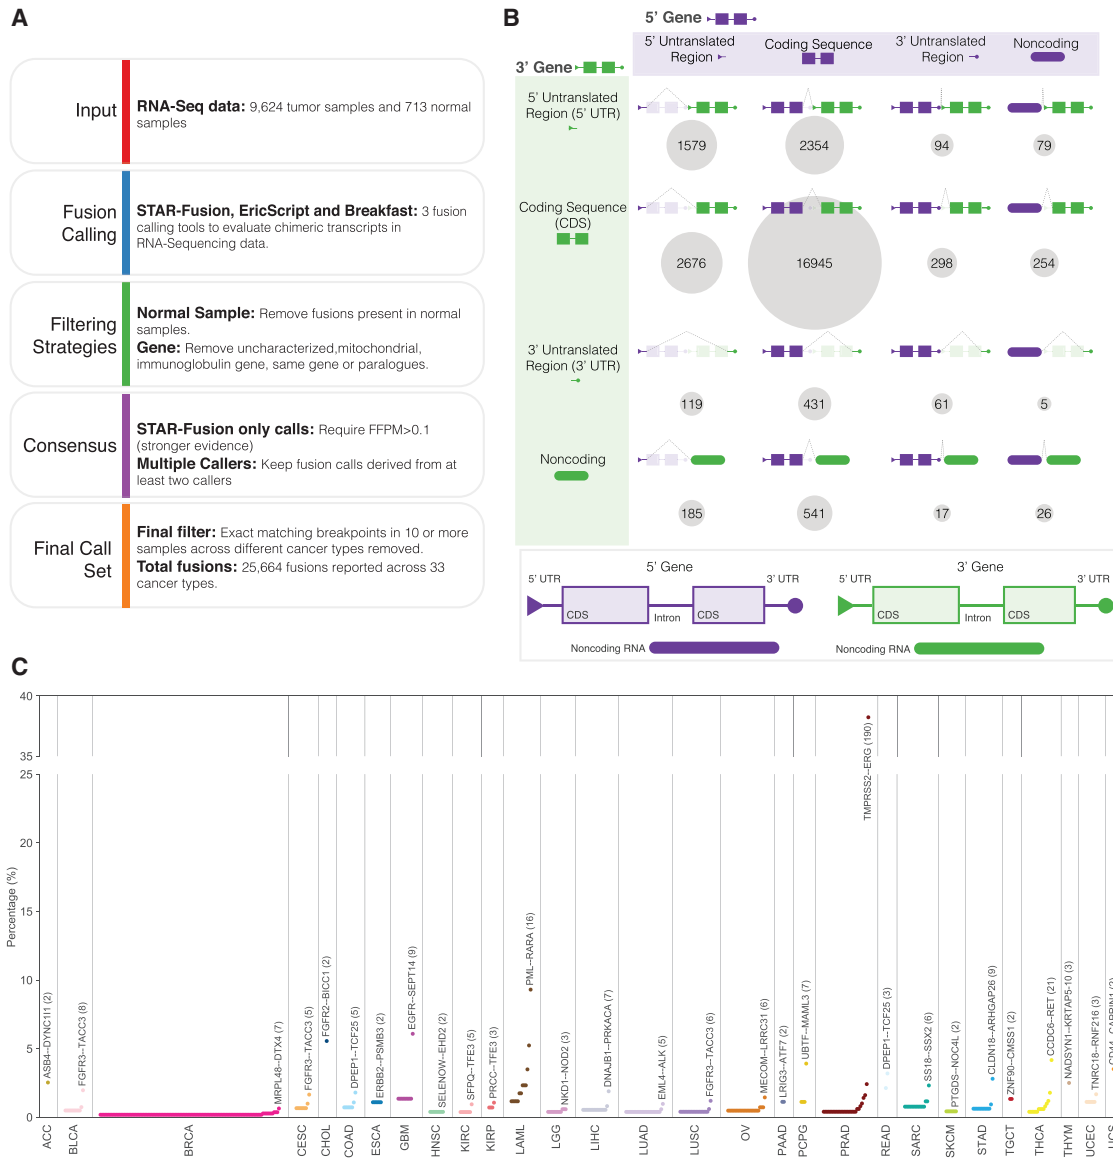 A
Input
RNA-Seq data: 9,624 tumor samples and 713 normal
samples
Fusion
Calling
STAR-Fusion, EricScript and Breakfast: 3 fusion
calling tools to evaluate chimeric transcripts in
RNA-Sequencing data.
Filtering
Strategies
Normal Sample: Remove fusions present in normal
samples.
Gene: Remove uncharacterized,mitochondrial,
immunoglobulin gene, same gene or paralogues.
Consensus
STAR-Fusion only calls: Require FFPM>0.1
(stronger evidence)
Multiple Callers: Keep fusion calls derived from at
least two callers
Final Call
Set
Final filter: Exact matching breakpoints in 10 or more
samples across different cancer types removed.
Total fusions: 25,664 fusions reported across 33
cancer types.
B
5’ Gene
5’ Untranslated
Region
Coding Sequence
3’ Untranslated
Region
Noncoding
3’ Gene
5’ Untranslated
Region (5’ UTR)
1579
2354
94
79
Coding Sequence
(CDS)
2676
16945
298
254
3’ Untranslated
Region (3’ UTR)
119
431
61
5
Noncoding
185
541
17
26
5’ Gene
5’ UTR
3’ UTR
CDS
Intron
CDS
Noncoding RNA
3’ Gene
5’ UTR
3’ UTR
CDS
Intron
CDS
Noncoding RNA
C
Percentage (%)
40
35
25
20
15
10
5
0
ASB4--DYNC1I1 (2)
FGFR3--TACC3 (8)
MRPL48--DTX4 (7)
FGFR3--TACC3 (5)
FGFR2--BICC1 (2)
DPEP1--TCF25 (5)
ERBB2--PSMB3 (2)
EGFR--SEPT14 (9)
SELENOW--EHD2 (2)
SFPQ--TFE3 (5)
PRCC--TFE3 (3)
PML--RARA (16)
NKD1--NOD2 (3)
DNAJB1--PRKACA (7)
EML4--ALK (5)
FGFR3--TACC3 (6)
MECOM--LRRC31 (6)
LRIG3--ATF7 (2)
UBTF--MAML3 (7)
TMPRSS2--ERG (190)
DPEP1--TCF25 (3)
SS18--SSX2 (6)
PTGDS--NOC4L (2)
CLDN18--ARHGAP26 (9)
ZNF90--CMSS1 (2)
CCDC6--RET (21)
NADSYN1--KRTAP5-10 (3)
TNRC18--RNF216 (3)
ACC
BLCA
BRCA
CESC
CHOL
COAD
ESCA
GBM
HNSC
KIRC
KIRP
LAML
LGG
LIHC
LUAD
LUSC
OV
PAAD
PCPG
PRAD
READ
SARC
SKCM
STAD
TGCT
THCA
THYM
UCEC